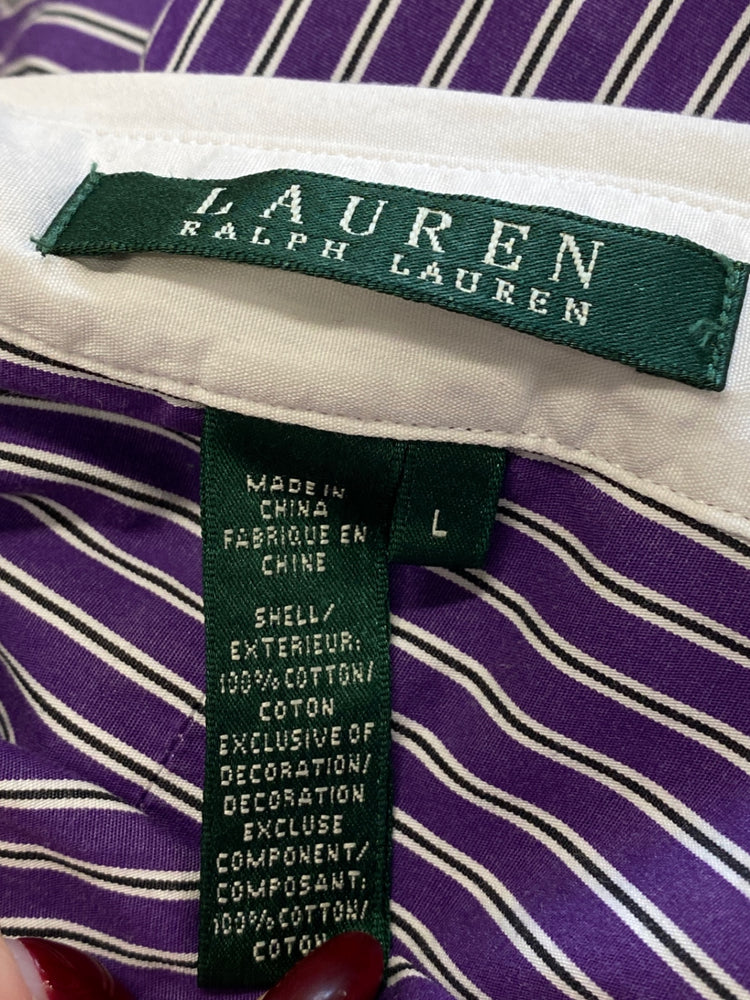 LAUREN
RALPH LAUREN
L
MADE IN
CHINA
FABRIQUE EN
CHINE
SHELL/
EXTERIEUR:
100% COTTON/
COTON
EXCLUSIVE OF
DECORATION/
DECORATION
EXCLUSE
COMPONENT/
COMPOSANT:
100% COTTON/
COTON